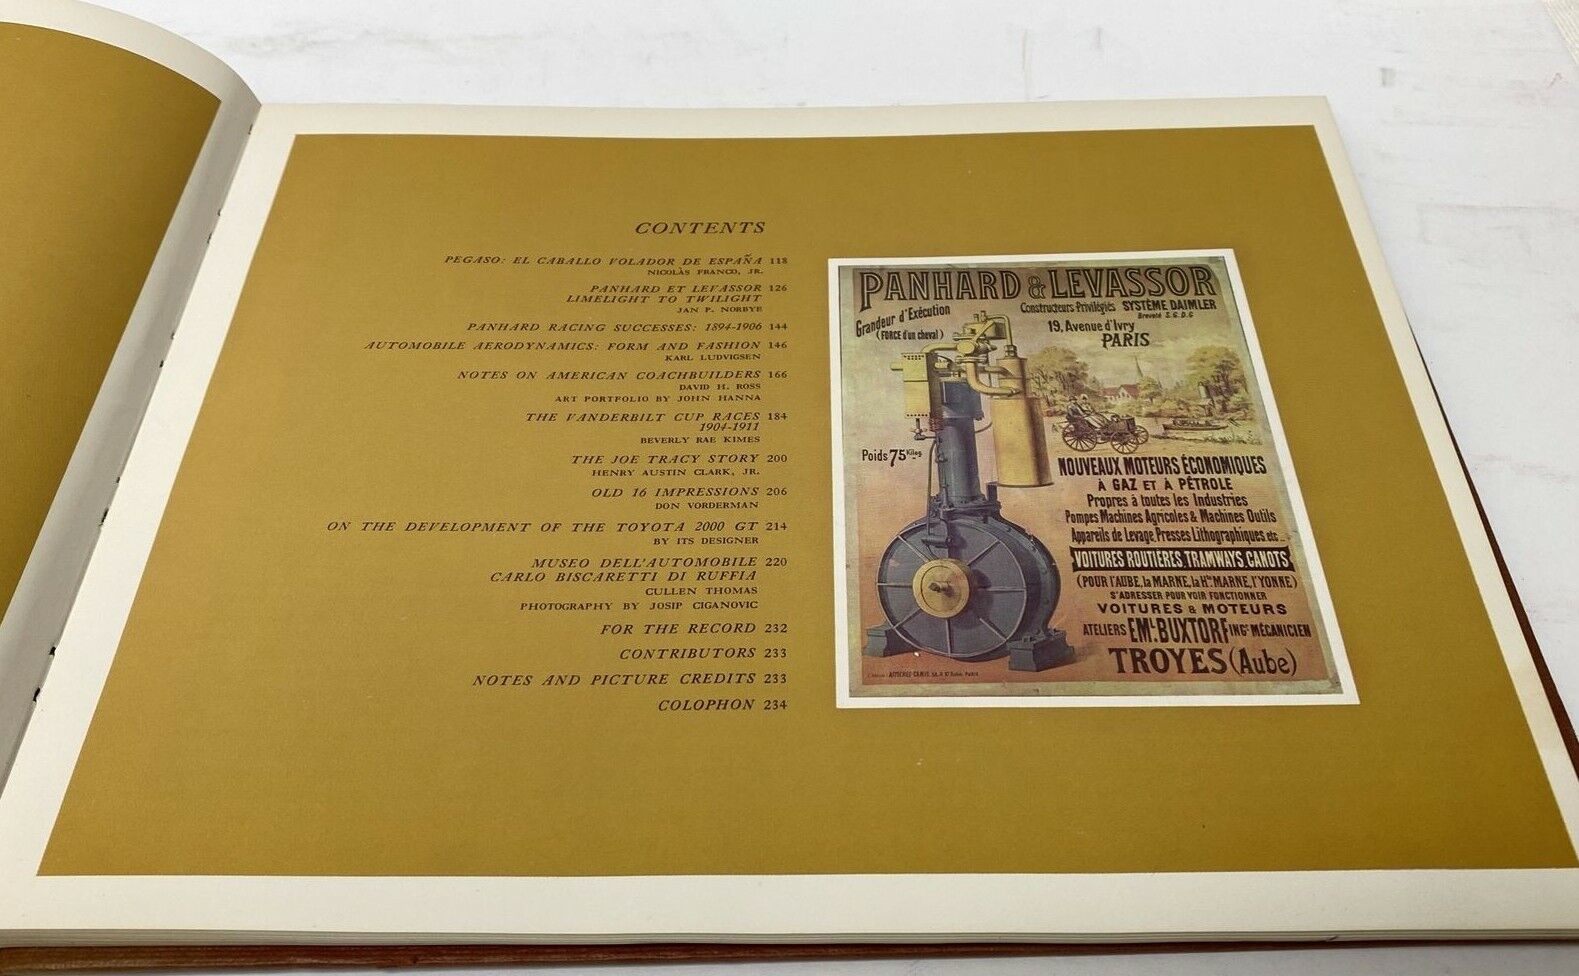 CONTENTS
PEGASO: EL CABALLO VOLADOR DE ESPAÑA 118
NICOLÀS FRANCO, JR.
PANHARD ET LEVASSOR 126
LIMELIGHT TO TWILIGHT
JAN P. NORBYE
PANHARD RACING SUCCESSES: 1894-1906 144
AUTOMOBILE AERODYNAMICS: FORM AND FASHION 146
KARL LUDVIGSEN
NOTES ON AMERICAN COACHBUILDERS 166
DAVID H. ROSS
ART PORTFOLIO BY JOHN HANNA
THE VANDERBILT CUP RACES 184
1904-1911
BEVERLY RAE KIMES
THE JOE TRACY STORY 200
HENRY AUSTIN CLARK, JR.
OLD 16 IMPRESSIONS 206
DON VORDERMAN
ON THE DEVELOPMENT OF THE TOYOTA 2000 GT 214
BY ITS DESIGNER
MUSEO DELL'AUTOMOBILE 220
CARLO BISCARETTI DI RUFFIA
CULLEN THOMAS
PHOTOGRAPHY BY JOSIP CIGANOVIC
FOR THE RECORD 232
CONTRIBUTORS 233
NOTES AND PICTURE CREDITS 233
COLOPHON 234
PANHARD & LEVASSOR
Grandeur d'Exécution
(FORCE d'un cheval)
Constructeurs Privilégiés SYSTÈME DAIMLER
Breveté S.G.D.G
19, Avenue d'Ivry
PARIS
Poids 75 Kilog
NOUVEAUX MOTEURS ÉCONOMIQUES
À GAZ ET À PÉTROLE
Propres à toutes les Industries
Pompes Machines Agricoles & Machines Outils
Appareils de Levage Presses Lithographiques etc...
VOITURES ROUTIÈRES, TRAMWAYS, CANOTS
(POUR l'AUBE, la MARNE, la Hte MARNE, l'YONNE)
S'ADRESSER POUR VOIR FONCTIONNER
VOITURES & MOTEURS
ATELIERS EML BUXTORF INGR MÉCANICIEN
TROYES (Aube)
PARIS